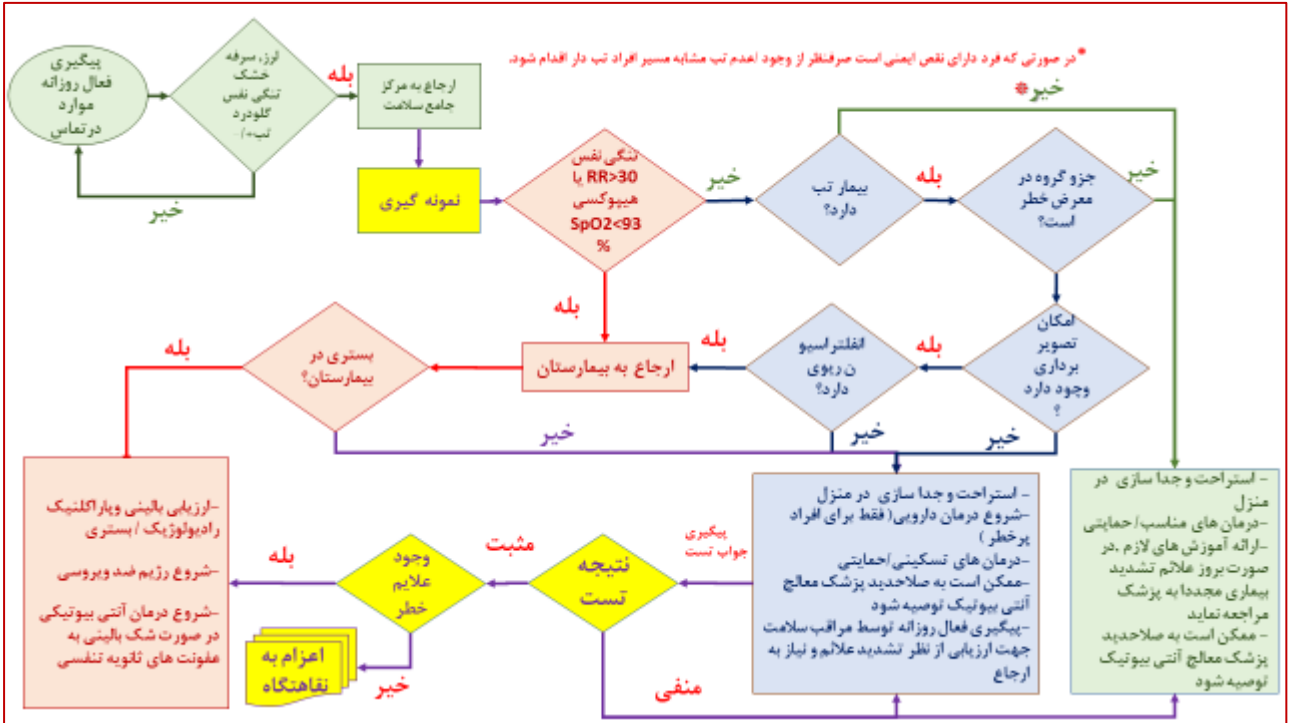 *در صورتی که فرد دارای نقص ایمنی است صرفنظر از وجود /عدم تب مشابه مسیر افراد تب دار اقدام شود.
پیگیری
فعال روزانه
موارد
درتماس
لرز, سرفه
خشک
تنگی نفس
گلودرد
تب+/-
بله
خیر
ارجاع به مرکز
جامع سلامت
نمونه گیری
تنگی نفس
RR>30 یا
هیپوکسی
SpO2<93
%
خیر
بله
بیمار تب
دارد؟
بله
خیر*
جزو گروه در
معرض خطر
است؟
خیر
امکان
تصویر
برداری
وجود دارد
؟
بله
خیر
انفلتراسیو
ن ریوی
دارد؟
بله
خیر
ارجاع به بیمارستان
بستری در
بیمارستان؟
بله
خیر
-ارزیابی بالینی وپاراکلنیک
رادیولوژیک / بستری
-شروع رژیم ضد ویروسی
-شروع درمان آنتی بیوتیکی
در صورت شک بالینی به
عفونت های ثانویه تنفسی
- استراحت و جدا سازی در منزل
-شروع درمان دارویی( فقط برای افراد
پرخطر )
-درمان های تسکینی/حمایتی
-ممکن است به صلاحدید پزشک معالج
آنتی بیوتیک توصیه شود
-پیگیری فعال روزانه توسط مراقب سلامت
جهت ارزیابی از نظر تشدید علائم و نیاز به
ارجاع
- استراحت و جدا سازی در
منزل
-درمان های مناسب/حمایتی
-ارائه آموزش های لازم .در
صورت بروز علائم تشدید
بیماری مجددا به پزشک
مراجعه نماید
- ممکن است به صلاحدید
پزشک معالج آنتی بیوتیک
توصیه شود
پیگیری
جواب تست
نتیجه
تست
مثبت
منفی
وجود
علایم
خطر
بله
خیر
اعزام به
نقاهتگاه